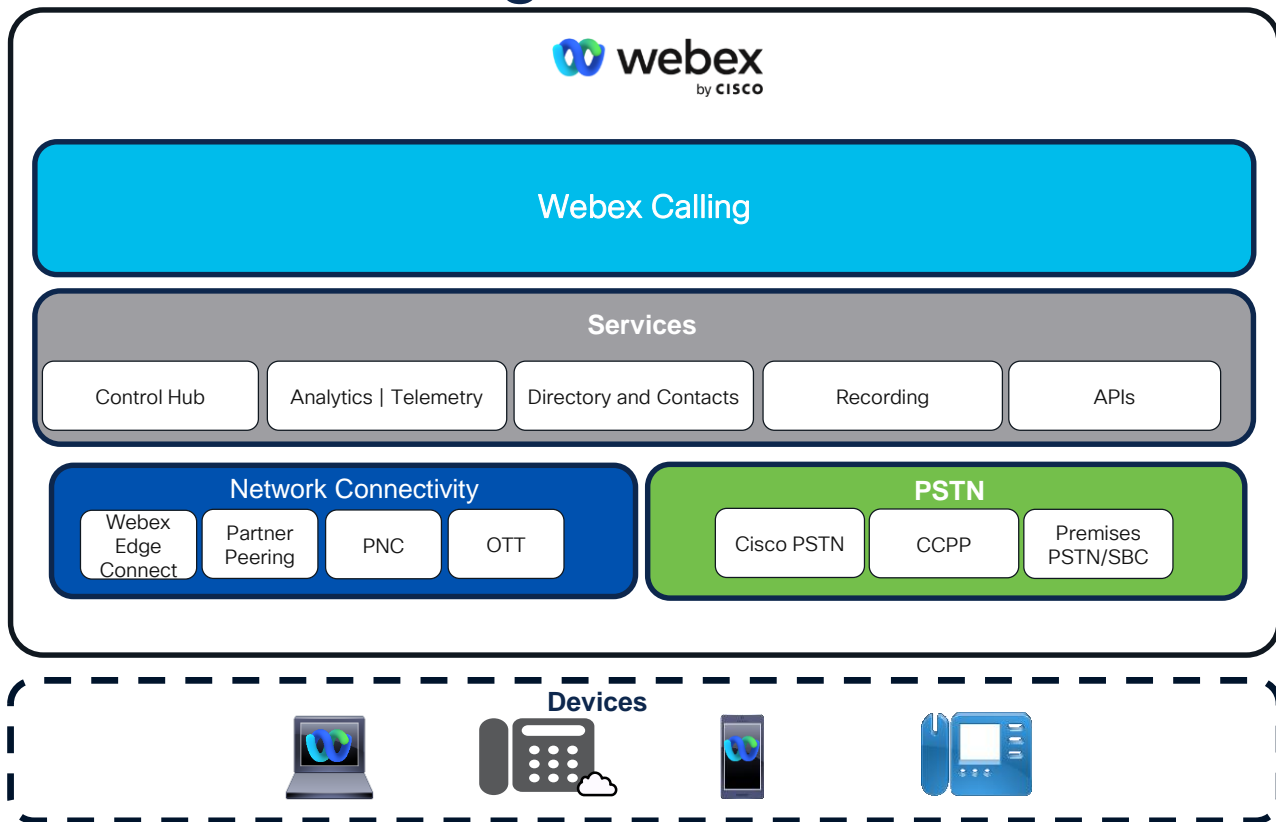 webex
by CISCO
Webex Calling
Services
Control Hub
Analytics | Telemetry
Directory and Contacts
Recording
APIs
Network Connectivity
Webex
Edge
Connect
Partner
Peering
PNC
OTT
PSTN
Cisco PSTN
CCPP
Premises
PSTN/SBC
Devices